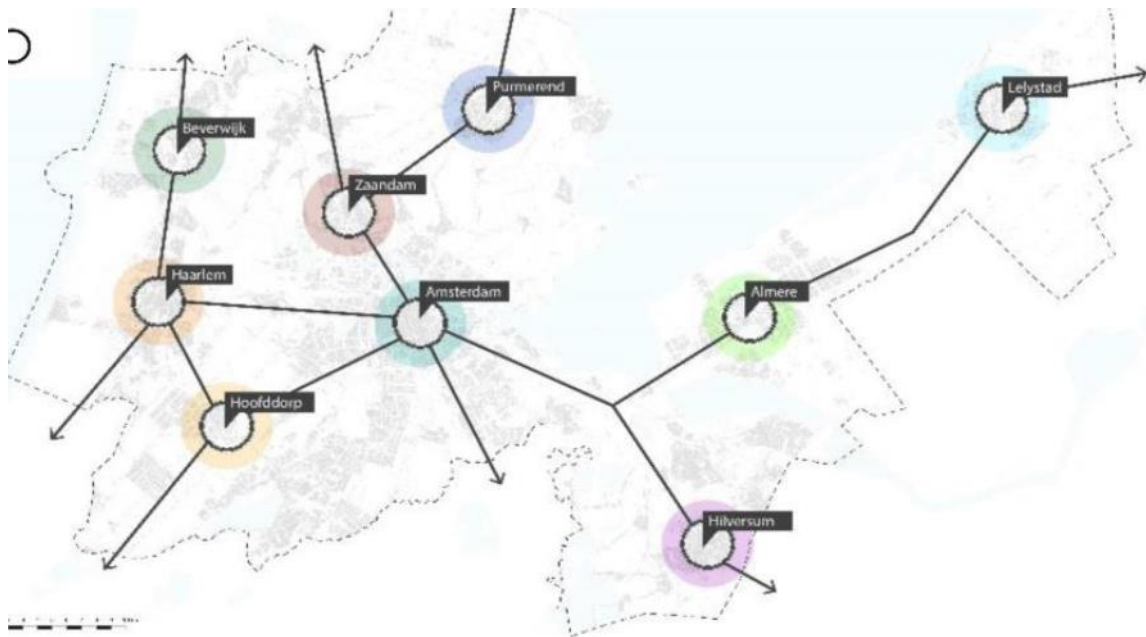 Purmerend
Lelystad
Beverwijk
Zaandam
Haarlem
Amsterdam
Almere
Hoofddorp
Hilversum